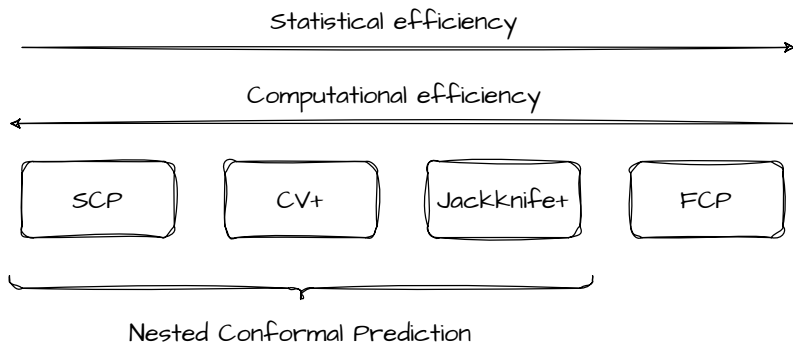 Statistical efficiency
Computational efficiency
SCP
CV+
Jackknife+
FCP
Nested Conformal Prediction